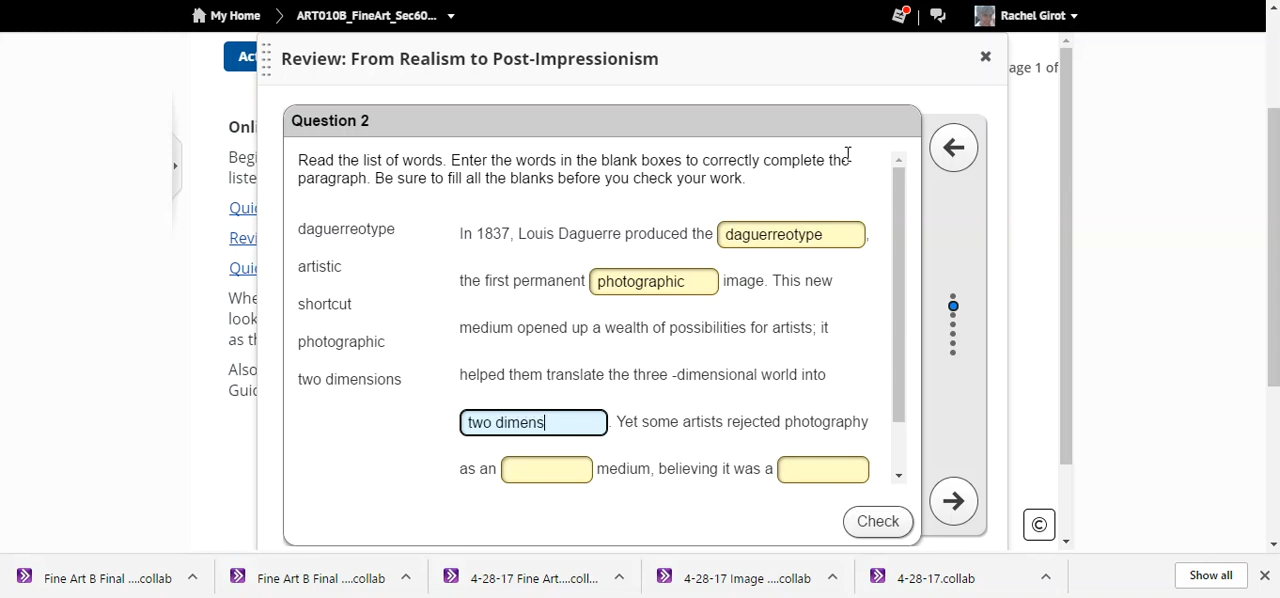 My Home ART010B_FineArt_Sec60... Rachel Girot
Act
Review: From Realism to Post-Impressionism
age 1 of
Question 2
Onli
Begi
liste
Quic
Revi
Quic
Whe
look
as th
Also
Guid
Read the list of words. Enter the words in the blank boxes to correctly complete the
paragraph. Be sure to fill all the blanks before you check your work.
daguerreotype
artistic
shortcut
photographic
two dimensions
In 1837, Louis Daguerre produced the daguerreotype,
the first permanent photographic image. This new
medium opened up a wealth of possibilities for artists; it
helped them translate the three -dimensional world into
two dimens. Yet some artists rejected photography
as an medium, believing it was a
Check
©
Fine Art B Final ....collab Fine Art B Final ....collab 4-28-17 Fine Art....coll... 4-28-17 Image ....collab 4-28-17.collab Show all